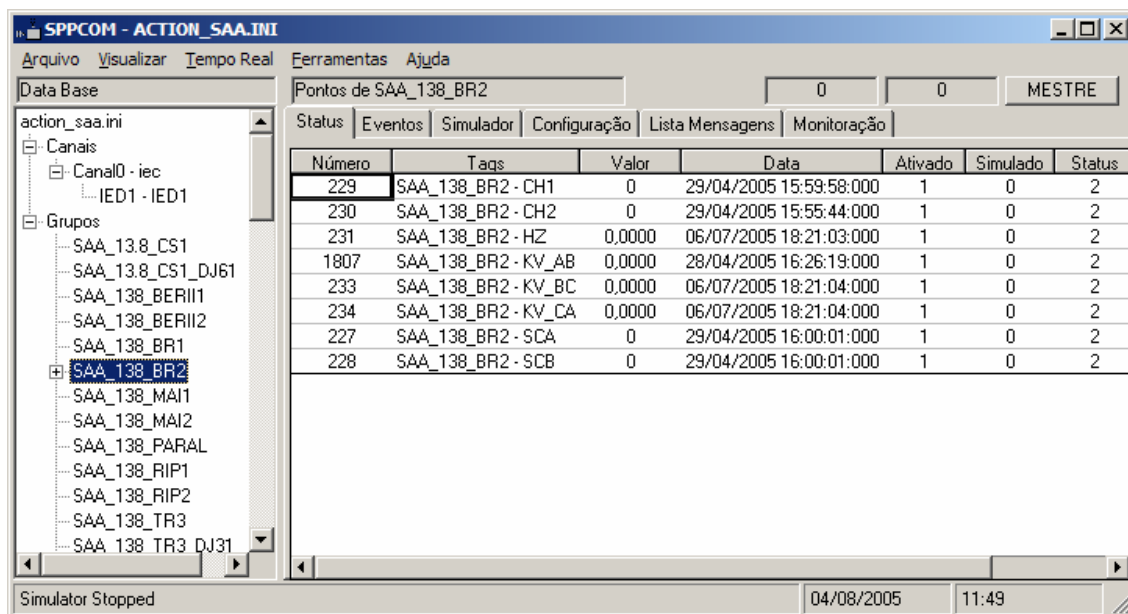 SPPCOM - ACTION_SAA.INI
Arquivo Visualizar Tempo Real Ferramentas Ajuda
Data Base
Pontos de SAA_138_BR2 0 0 MESTRE
action_saa.ini
Canais
Canal0 - iec
IED1 - IED1
Grupos
SAA_13.8_CS1
SAA_13.8_CS1_DJ61
SAA_138_BERII1
SAA_138_BERII2
SAA_138_BR1
SAA_138_BR2
SAA_138_MAI1
SAA_138_MAI2
SAA_138_PARAL
SAA_138_RIP1
SAA_138_RIP2
SAA_138_TR3
SAA_138_TR3_DJ31
Status Eventos Simulador Configuração Lista Mensagens Monitoração
Número Tags Valor Data Ativado Simulado Status
229 SAA_138_BR2 - CH1 0 29/04/2005 15:59:58:000 1 0 2
230 SAA_138_BR2 - CH2 0 29/04/2005 15:55:44:000 1 0 2
231 SAA_138_BR2 - HZ 0,0000 06/07/2005 18:21:03:000 1 0 2
1807 SAA_138_BR2 - KV_AB 0,0000 28/04/2005 16:26:19:000 1 0 2
233 SAA_138_BR2 - KV_BC 0,0000 06/07/2005 18:21:04:000 1 0 2
234 SAA_138_BR2 - KV_CA 0,0000 06/07/2005 18:21:04:000 1 0 2
227 SAA_138_BR2 - SCA 0 29/04/2005 16:00:01:000 1 0 2
228 SAA_138_BR2 - SCB 0 29/04/2005 16:00:01:000 1 0 2
Simulator Stopped 04/08/2005 11:49